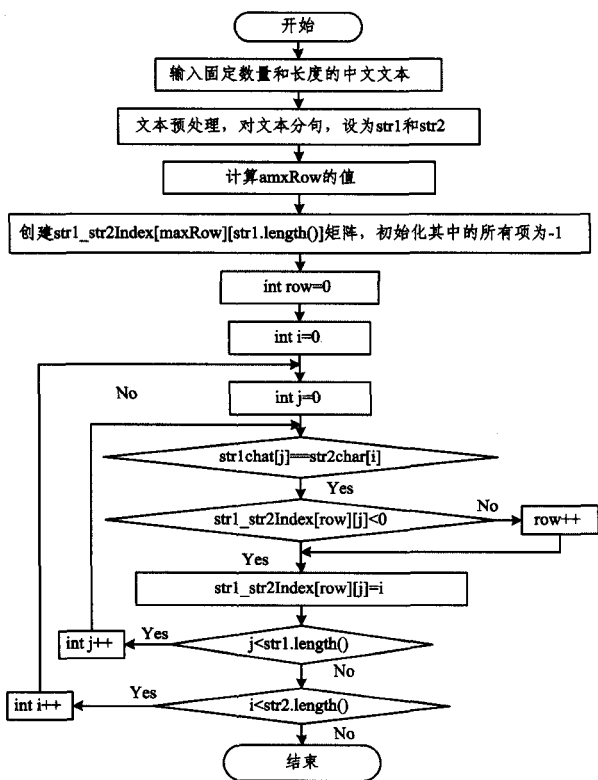 开始
输入固定数量和长度的中文文本
文本预处理，对文本分句，设为str1和str2
计算amxRow的值
创建str1_str2Index[maxRow][str1.length()]矩阵，初始化其中的所有项为-1
int row=0
int i=0
No
int j=0
str1chat[j]==str2char[i]
Yes
str1_str2Index[row][j]<0
No
row++
Yes
str1_str2Index[row][j]=i
int j++
Yes
j<str1.length()
No
int i++
Yes
i<str2.length()
No
结束